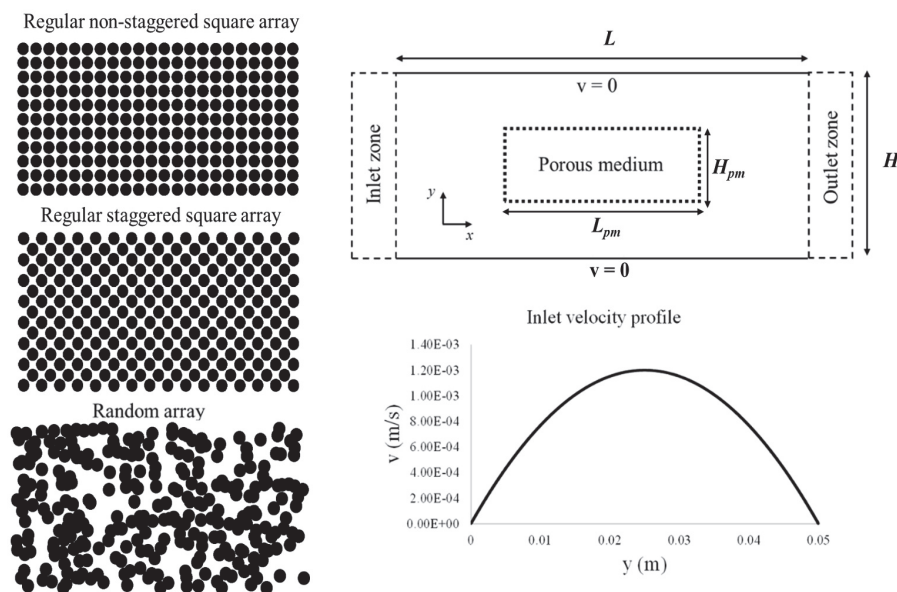 Regular non-staggered square array
Regular staggered square array
Random array
L
v = 0
Inlet zone
Porous medium
H_pm
L_pm
y
x
v=0
Outlet zone
H
Inlet velocity profile
1.40E-03
1.20E-03
1.00E-03
8.00E-04
6.00E-04
4.00E-04
2.00E-04
0.00E+00
v (m/s)
0
0.01
0.02
0.03
0.04
0.05
y (m)